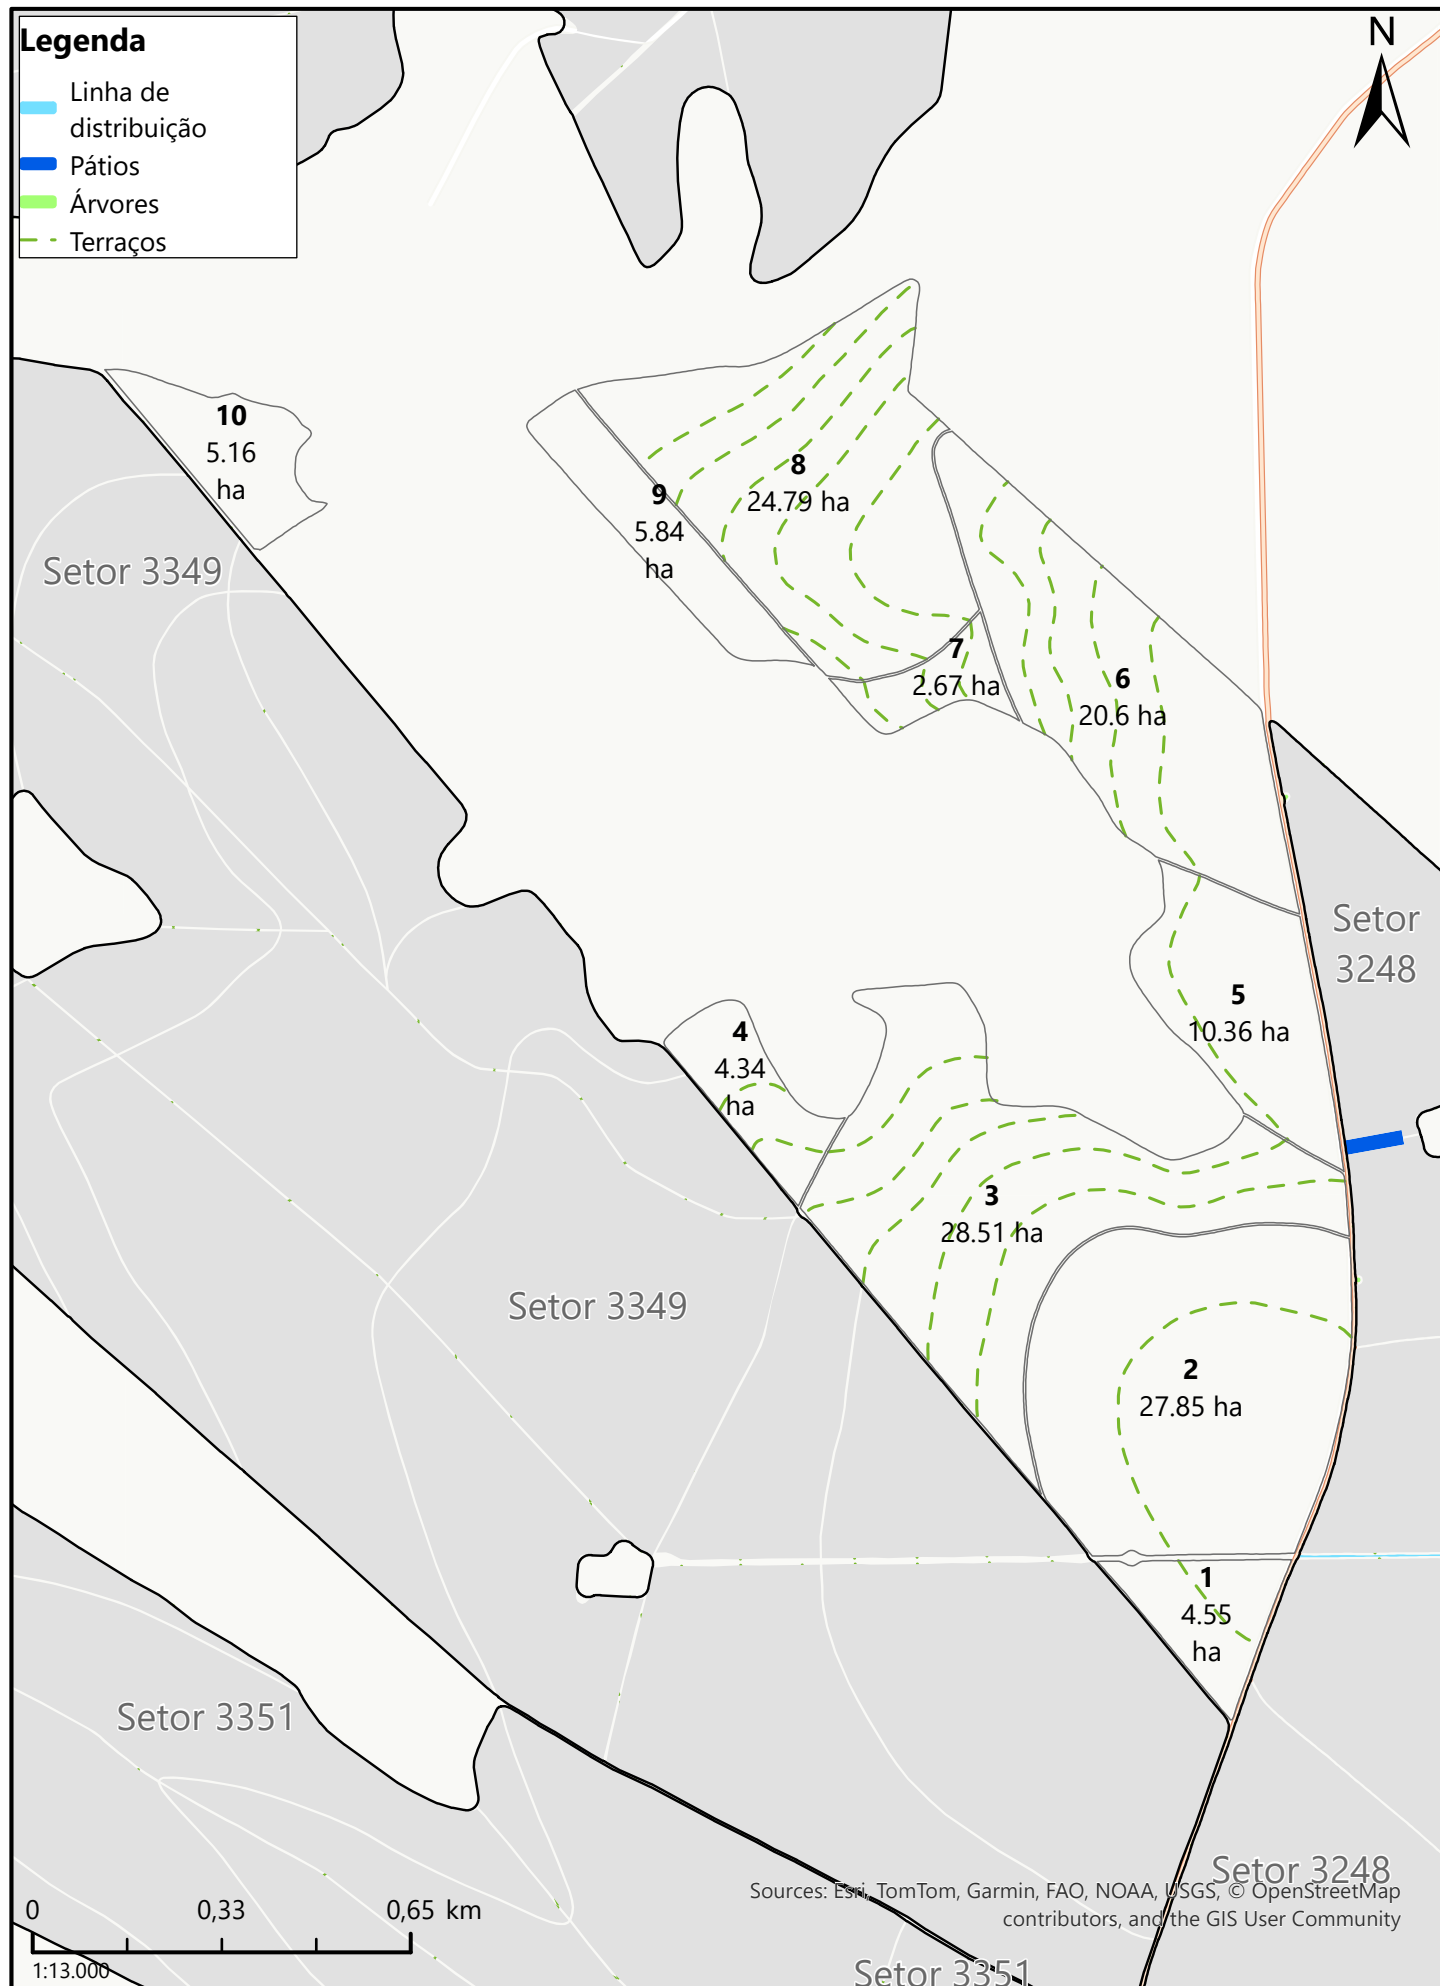 Legenda
Linha de
distribuição
Pátios
Árvores
Terraços
N
10
5.16
ha
8
24.79 ha
9
5.84
ha
Setor 3349
7
2.67 ha
6
20.6 ha
Setor
3248
5
10.36 ha
4
4.34
ha
3
28.51 ha
Setor 3349
2
27.85 ha
1
4.55
ha
Setor 3351
Setor 3248
Sources: Esri, TomTom, Garmin, FAO, NOAA, USGS, © OpenStreetMap
contributors, and the GIS User Community
0 0,33 0,65 km
1:13.000
Setor 3351